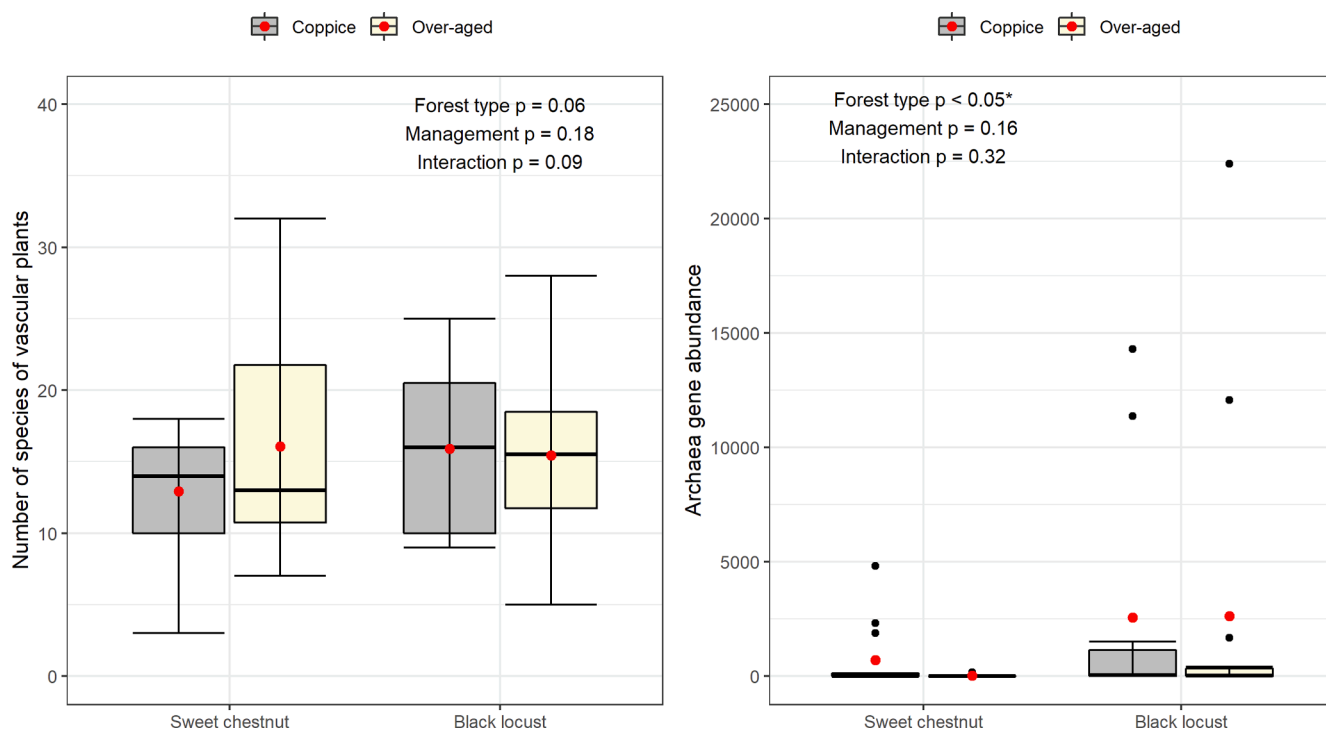 Coppice Over-aged
Number of species of vascular plants
40
30
20
10
0
Forest type p = 0.06
Management p = 0.18
Interaction p = 0.09
Sweet chestnut Black locust
Coppice Over-aged
Archaea gene abundance
25000
20000
15000
10000
5000
0
Forest type p < 0.05*
Management p = 0.16
Interaction p = 0.32
Sweet chestnut Black locust